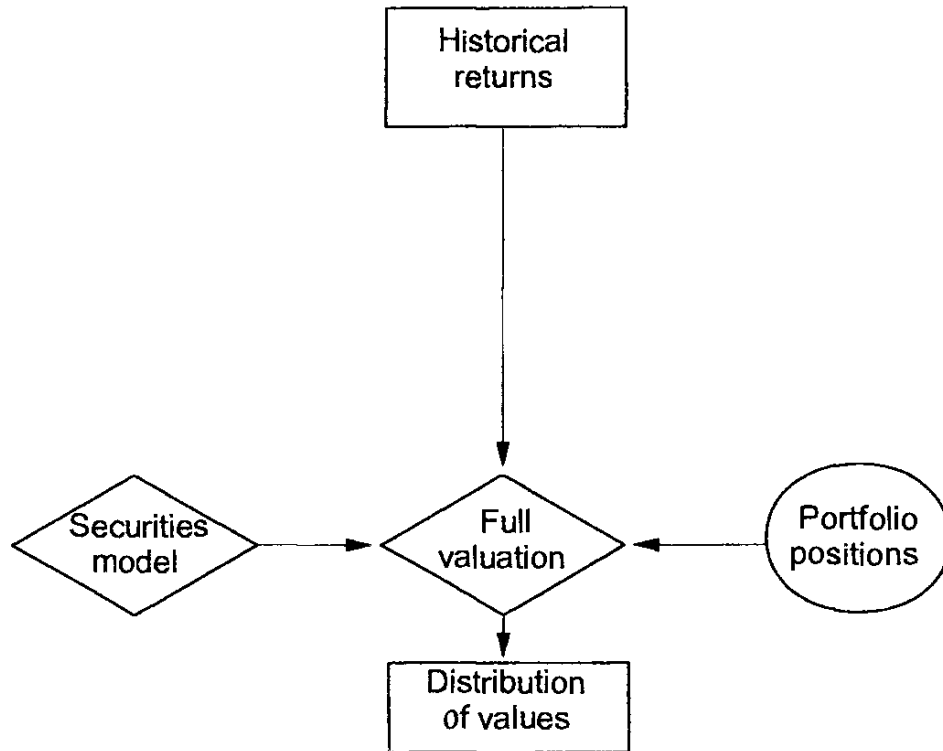 Historical
returns
Securities
model
Full
valuation
Portfolio
positions
Distribution
of values